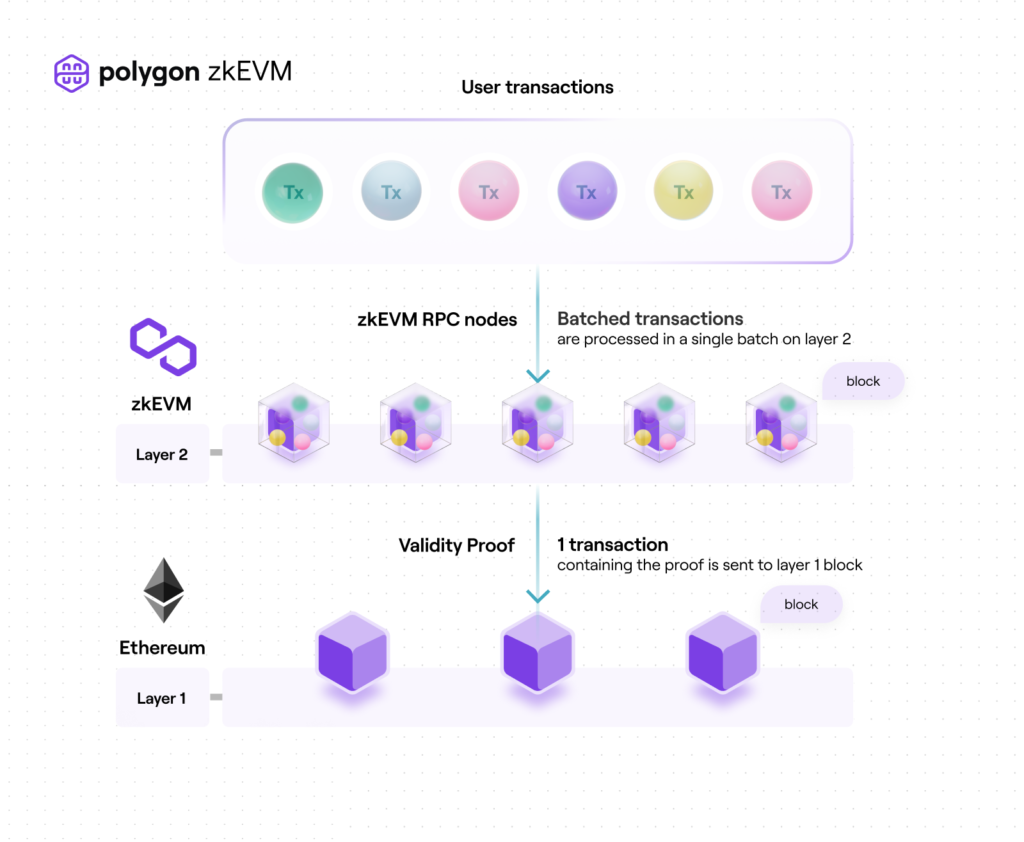 polygon zkEVM
User transactions
Tx Tx Tx Tx Tx Tx
zkEVM RPC nodes
Batched transactions
are processed in a single batch on layer 2
block
zkEVM
Layer 2
Validity Proof
1 transaction
containing the proof is sent to layer 1 block
block
Ethereum
Layer 1